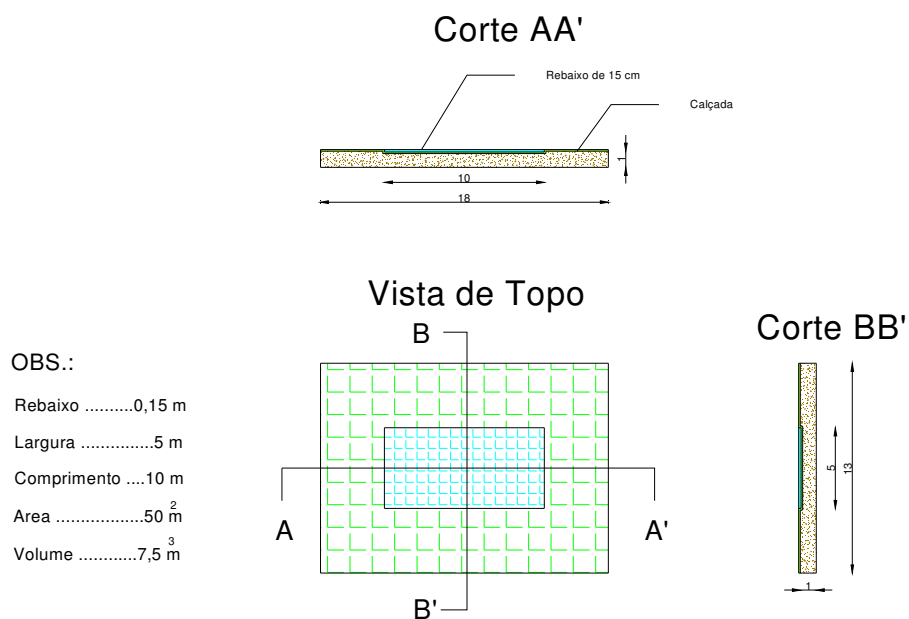 Corte AA'
Rebaixo de 15 cm
Calçada
1
10
18
Vista de Topo
B
Corte BB'
OBS.:
Rebaixo ..........0,15 m
Largura ...............5 m
Comprimento ....10 m
Area ..................50 m²
Volume ............7,5 m³
A
A'
B'
5
13
1